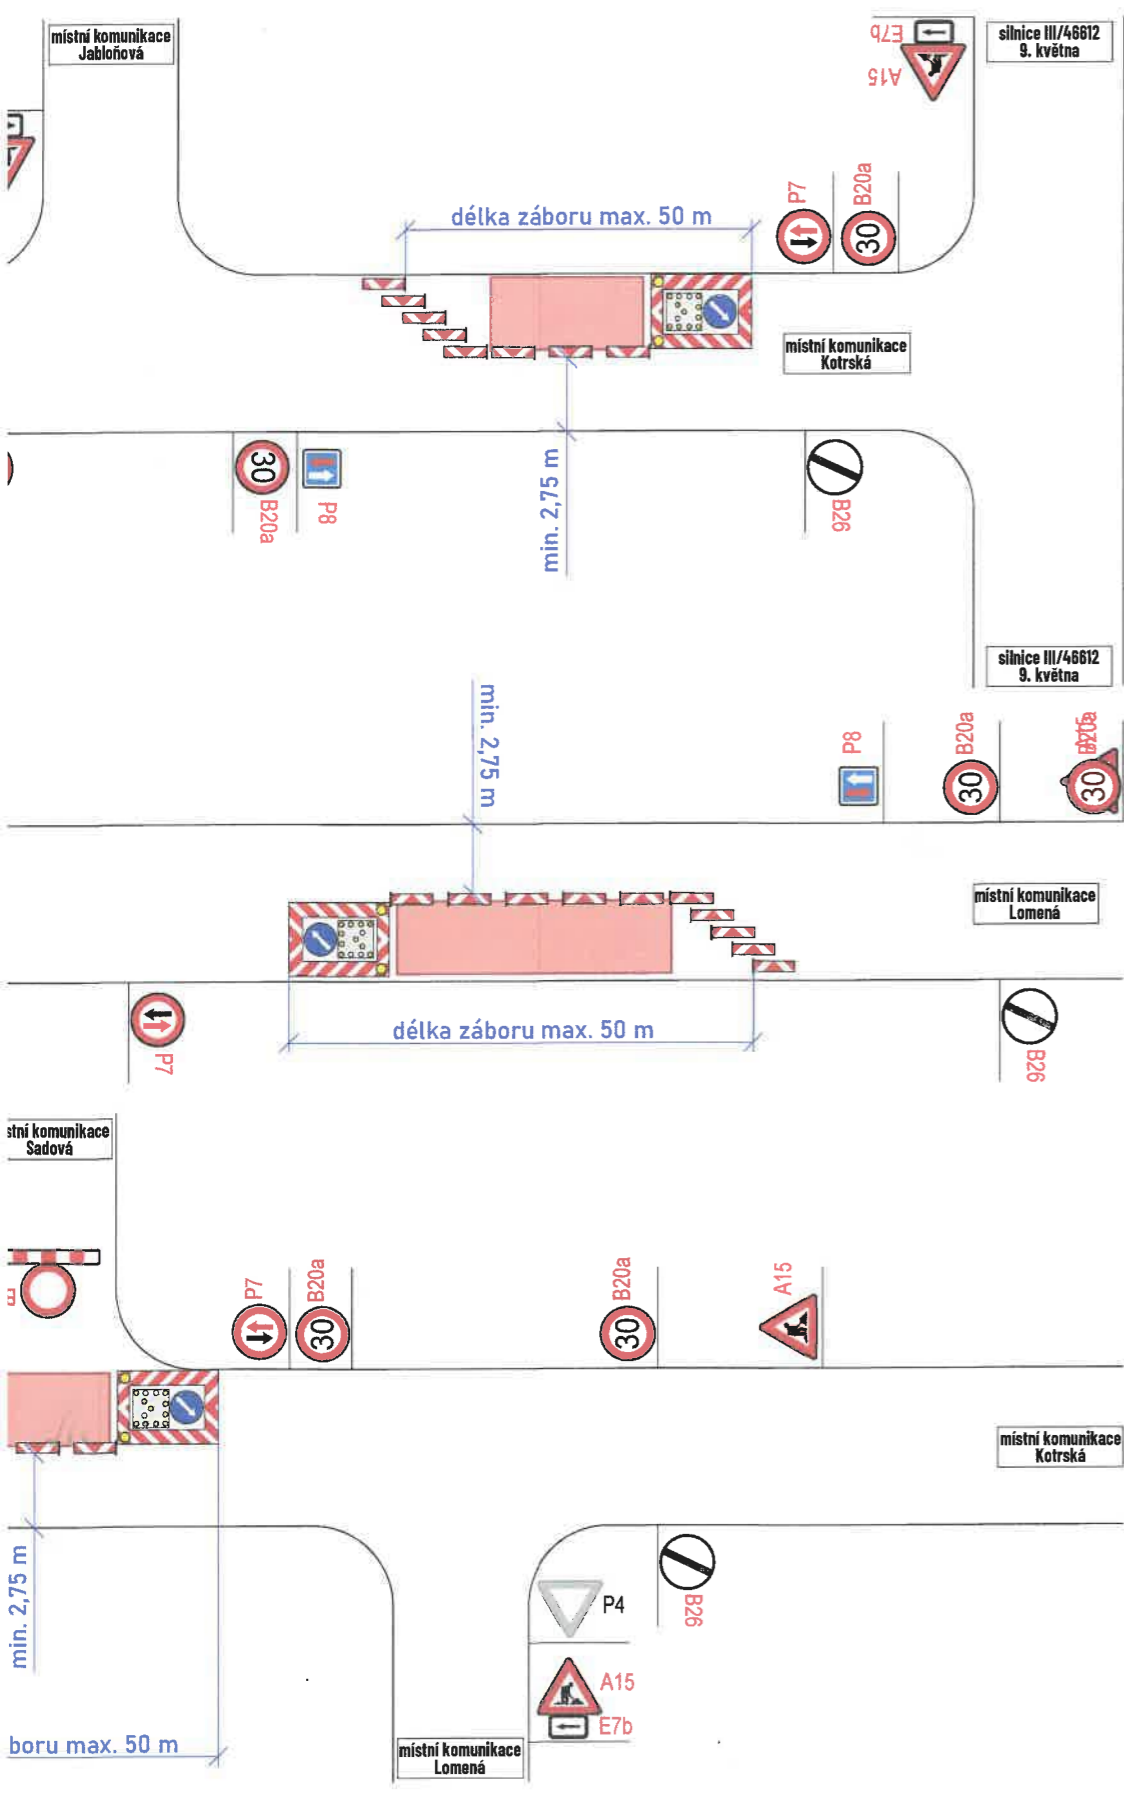 místní komunikace
Jabloňová
E7b
A15
silnice III/46612
9. května
P7
B20a
30
délka záboru max. 50 m
místní komunikace
Kotrská
30
B20a
P8
min. 2,75 m
B26
silnice III/46612
9. května
min. 2,75 m
P8
B20a
30
B20a
30
místní komunikace
Lomená
P7
délka záboru max. 50 m
B26
stní komunikace
Sadová
P7
B20a
30
B20a
30
A15
místní komunikace
Kotrská
min. 2,75 m
P4
B26
A15
E7b
boru max. 50 m
místní komunikace
Lomená